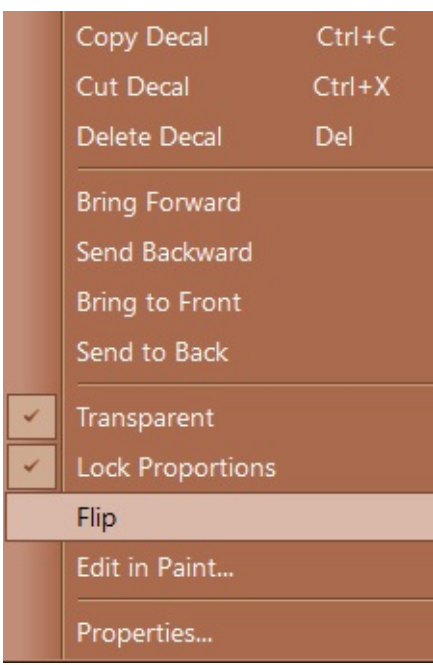 Copy Decal Ctrl+C
Cut Decal Ctrl+X
Delete Decal Del
Bring Forward
Send Backward
Bring to Front
Send to Back
Transparent
Lock Proportions
Flip
Edit in Paint...
Properties...